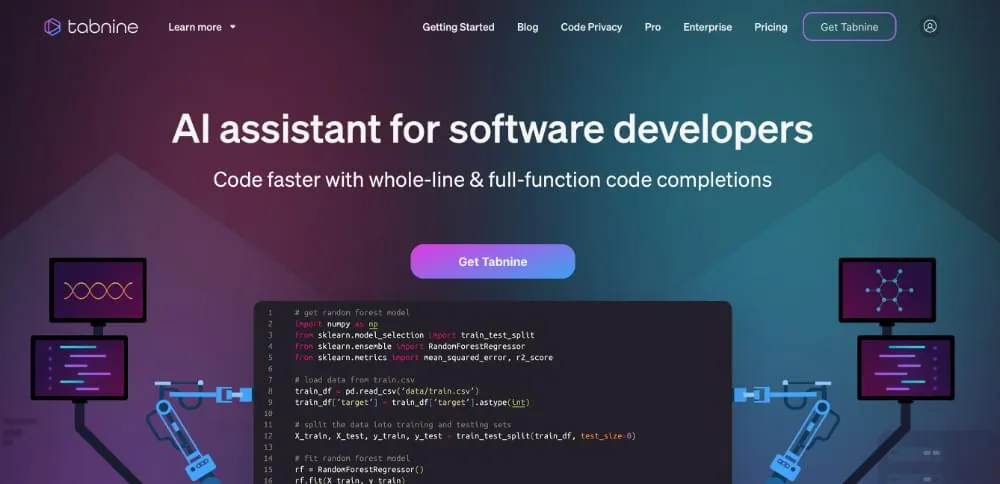 tabnine Learn more Getting Started Blog Code Privacy Pro Enterprise Pricing Get Tabnine
AI assistant for software developers
Code faster with whole-line & full-function code completions
Get Tabnine
1 # get random forest model
2 import numpy as np
3 from sklearn.model_selection import train_test_split
4 from sklearn.ensemble import RandomForestRegressor
5 from sklearn.metrics import mean_squared_error, r2_score
6
7 # load data from train.csv
8 train_df = pd.read_csv('data/train.csv')
9 train_df['target'] = train_df['target'].astype(int)
10
11 # split the data into training and testing sets
12 X_train, X_test, y_train, y_test = train_test_split(train_df, test_size=0)
13
14 # fit random forest model
15 rf = RandomForestRegressor()
16 rf.fit(X_train, y_train)